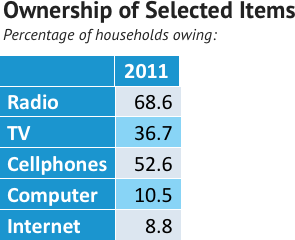 Ownership of Selected Items
Percentage of households owing:
2011
Radio 68.6
TV 36.7
Cellphones 52.6
Computer 10.5
Internet 8.8